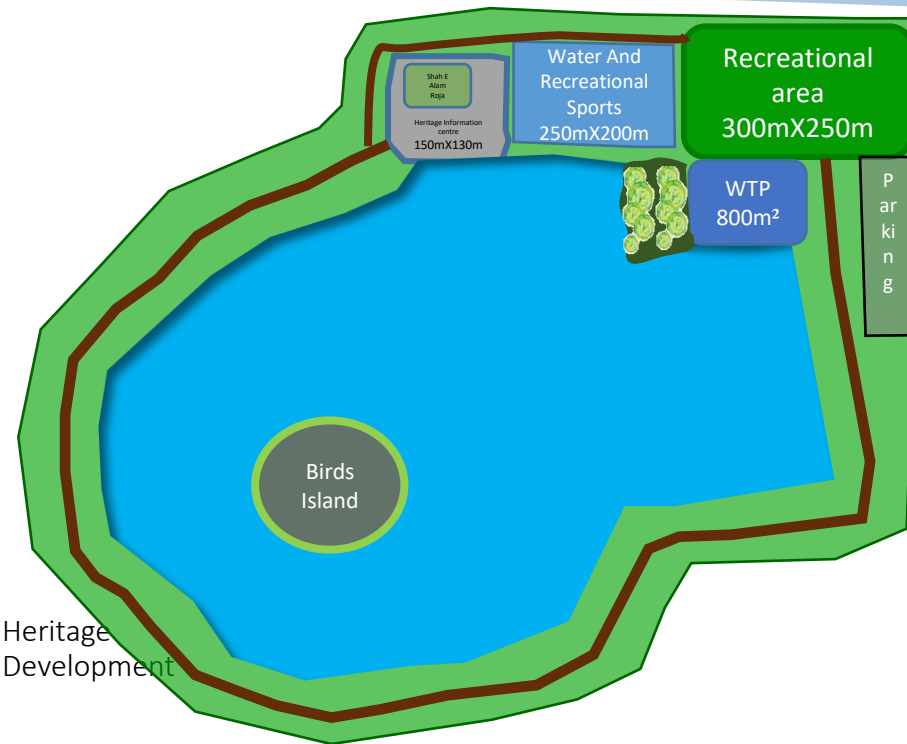 Shah E
Alam
Roja
Heritage Information
centre
150mX130m
Water And
Recreational
Sports
250mX200m
Recreational
area
300mX250m
WTP
800m²
P
ar
ki
n
g
Birds
Island
Heritage
Development